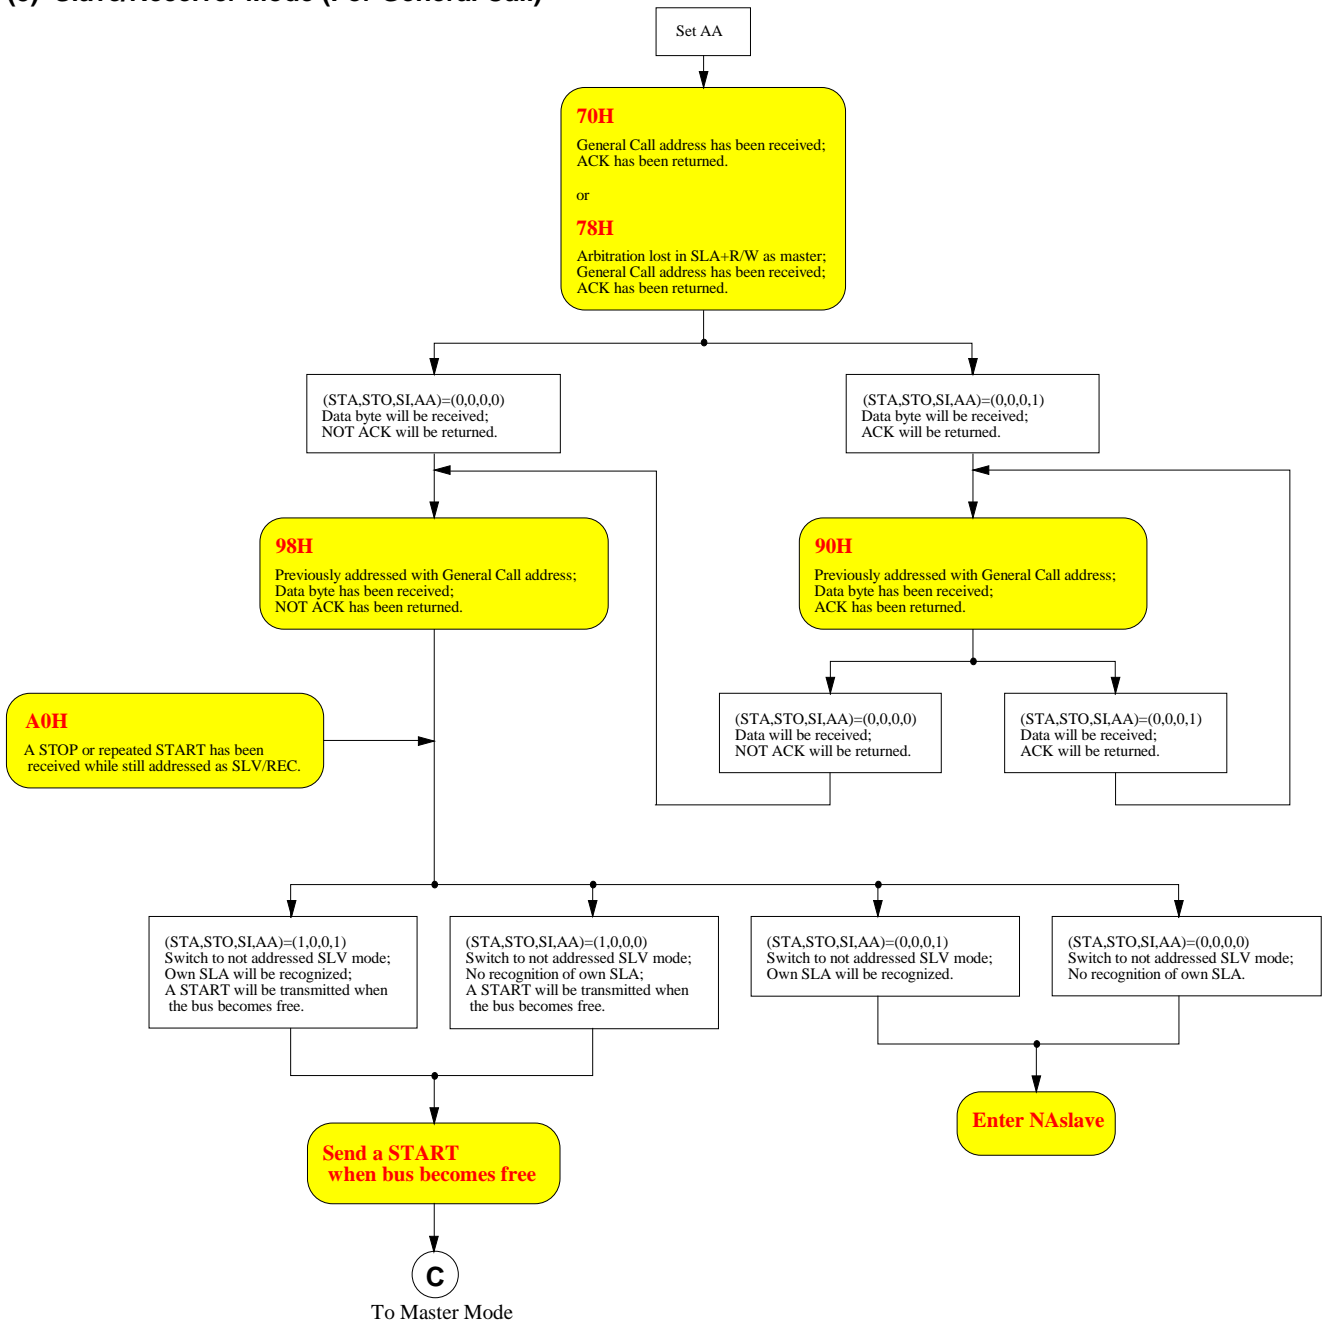 Set AA
70H
General Call address has been received;
ACK has been returned.
or
78H
Arbitration lost in SLA+R/W as master;
General Call address has been received;
ACK has been returned.
(STA,STO,SI,AA)=(0,0,0,0)
Data byte will be received;
NOT ACK will be returned.
(STA,STO,SI,AA)=(0,0,0,1)
Data byte will be received;
ACK will be returned.
98H
Previously addressed with General Call address;
Data byte has been received;
NOT ACK has been returned.
90H
Previously addressed with General Call address;
Data byte has been received;
ACK has been returned.
(STA,STO,SI,AA)=(0,0,0,0)
Data will be received;
NOT ACK will be returned.
(STA,STO,SI,AA)=(0,0,0,1)
Data will be received;
ACK will be returned.
A0H
A STOP or repeated START has been
received while still addressed as SLV/REC.
(STA,STO,SI,AA)=(1,0,0,1)
Switch to not addressed SLV mode;
Own SLA will be recognized;
A START will be transmitted when
the bus becomes free.
(STA,STO,SI,AA)=(1,0,0,0)
Switch to not addressed SLV mode;
No recognition of own SLA;
A START will be transmitted when
the bus becomes free.
(STA,STO,SI,AA)=(0,0,0,1)
Switch to not addressed SLV mode;
Own SLA will be recognized.
(STA,STO,SI,AA)=(0,0,0,0)
Switch to not addressed SLV mode;
No recognition of own SLA.
Send a START
when bus becomes free
Enter NAslave
C
To Master Mode